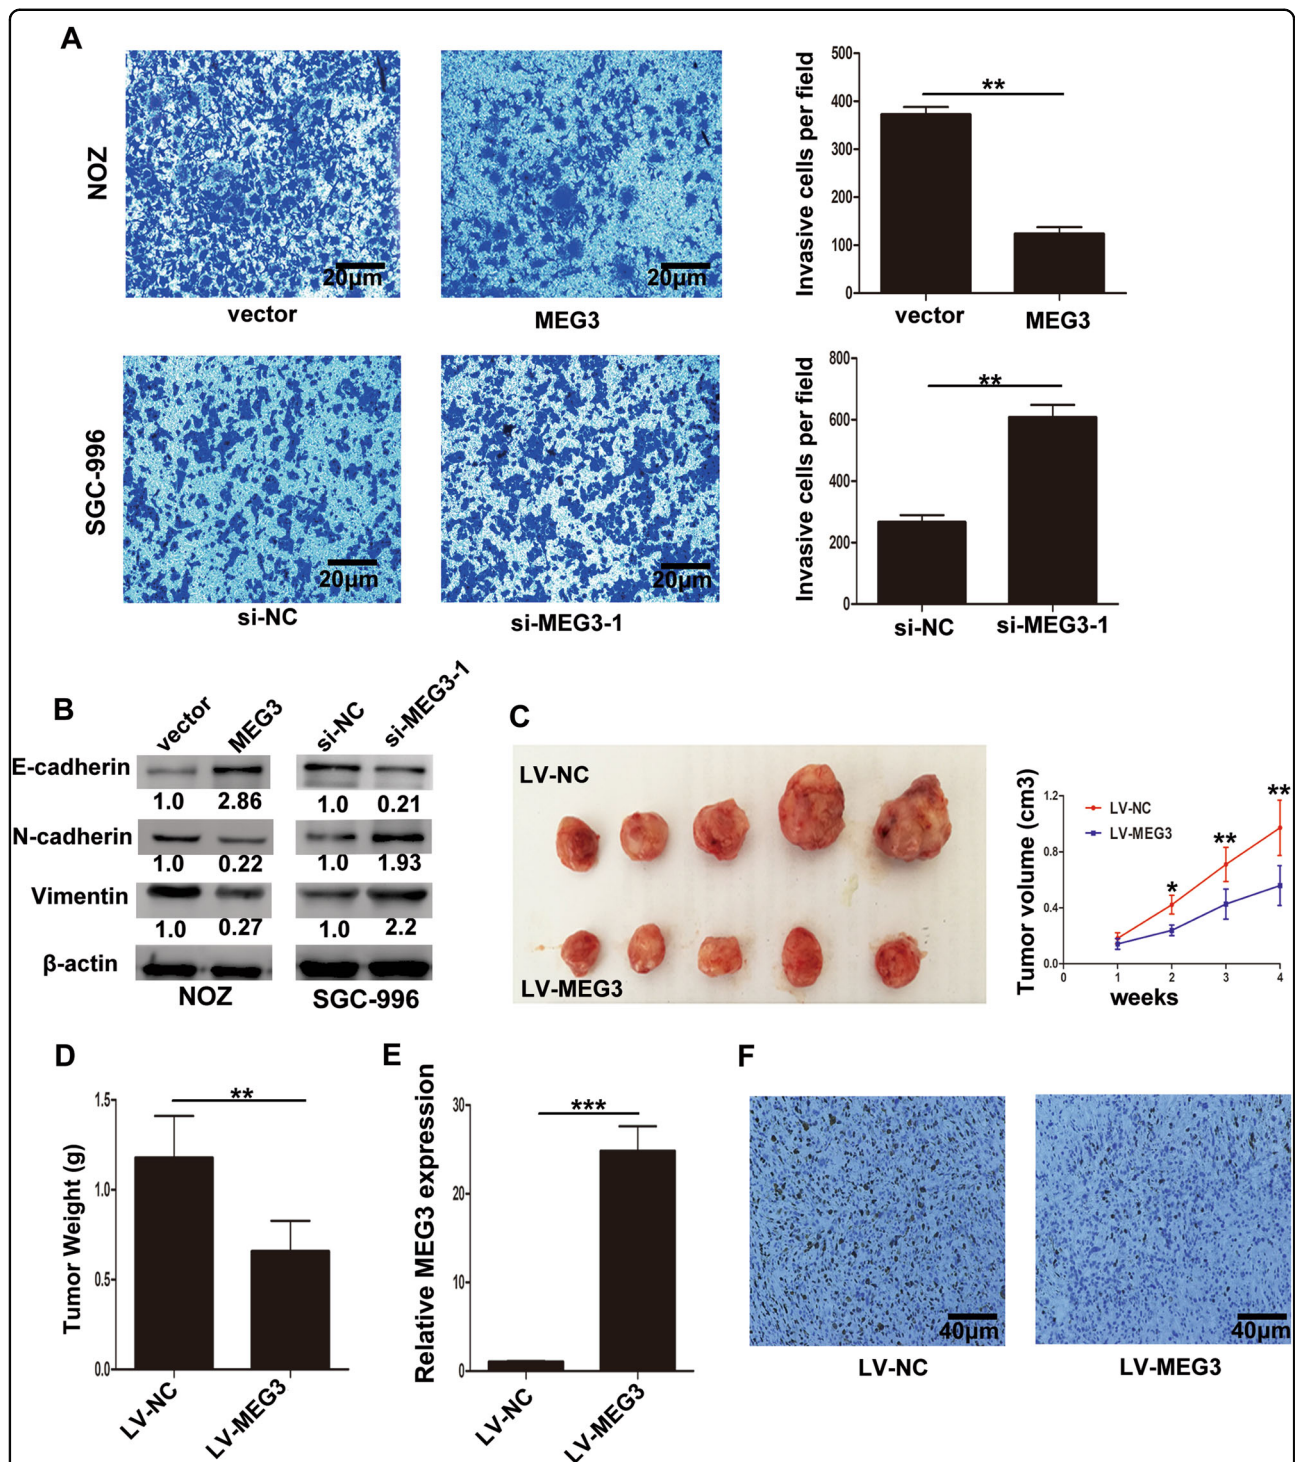 A
NOZ
20μm
vector
20μm
MEG3
Invasive cells per field
500
400
300
200
100
0
**
vector
MEG3
SGC-996
20μm
si-NC
20μm
si-MEG3-1
Invasive cells per field
800
600
400
200
0
**
si-NC
si-MEG3-1
B
vector
MEG3
si-NC
si-MEG3-1
E-cadherin
1.0 2.86 1.0 0.21
N-cadherin
1.0 0.22 1.0 1.93
Vimentin
1.0 0.27 1.0 2.2
β-actin
NOZ
SGC-996
C
LV-NC
LV-MEG3
Tumor volume (cm3)
1.2
0.8
0.4
0.0
LV-NC
LV-MEG3
*
**
**
0 1 2 3 4
weeks
D
Tumor Weight (g)
1.5
1.0
0.5
0.0
**
LV-NC
LV-MEG3
E
Relative MEG3 expression
30
20
10
0
***
LV-NC
LV-MEG3
F
40μm
LV-NC
40μm
LV-MEG3